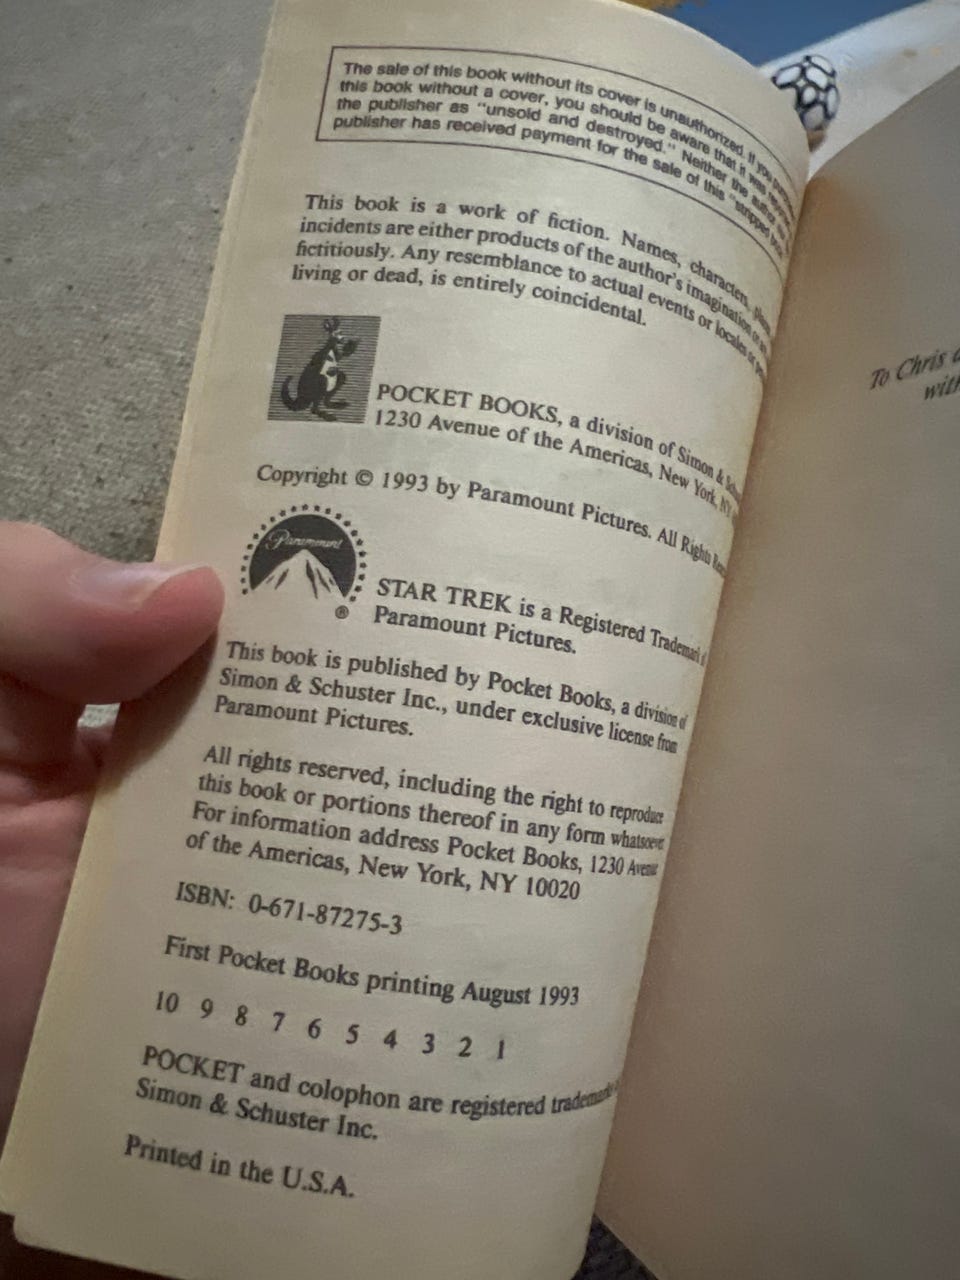 The sale of this book without its cover is unauthorized. If you
this book without a cover, you should be aware that it was
the publisher as "unsold and destroyed." Neither the author
publisher has received payment for the sale of this "stripped book."
This book is a work of fiction. Names, characters,
incidents are either products of the author's imagination or
fictitiously. Any resemblance to actual events or locales or
living or dead, is entirely coincidental.
POCKET BOOKS, a division of Simon &
1230 Avenue of the Americas, New York, NY
Copyright © 1993 by Paramount Pictures. All Rights
Paramount
®
STAR TREK is a Registered Trademark of
Paramount Pictures.
This book is published by Pocket Books, a division of
Simon & Schuster Inc., under exclusive license from
Paramount Pictures.
All rights reserved, including the right to reproduce
this book or portions thereof in any form whatsoever
For information address Pocket Books, 1230 Avenue
of the Americas, New York, NY 10020
ISBN: 0-671-87275-3
First Pocket Books printing August 1993
10 9 8 7 6 5 4 3 2 1
POCKET and colophon are registered trademarks
Simon & Schuster Inc.
Printed in the U.S.A.
To Chris
with